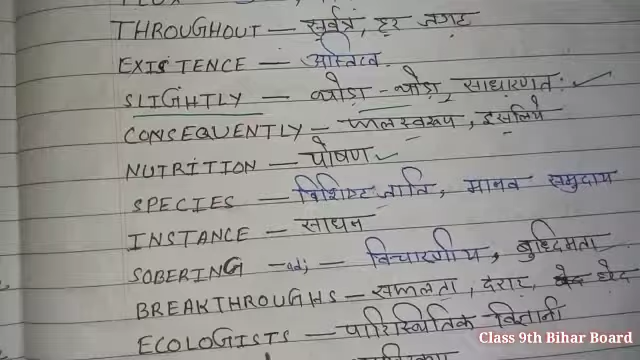 THROUGHOUT — सर्वत्र, हर जगह
EXISTENCE — अस्तित्व
SLIGHTLY — थोड़ा-थोड़ा, साधारणतः
CONSEQUENTLY — फलस्वरूप, इसलिये
NUTRITION — पोषण
SPECIES — विशिष्ट जाति, मानव समुदाय
INSTANCE — साधन
SOBERING -adj — विचारणीय, बुध्दिमता
BREAKTHROUGHS — सफलता, दरार, छेद
ECOLOGISTS — पारिस्थितिक विज्ञानी
Class 9th Bihar Board